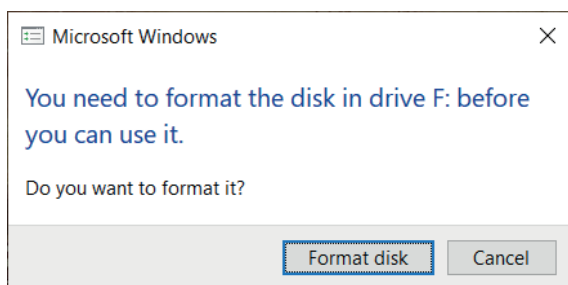 Microsoft Windows
You need to format the disk in drive F: before
you can use it.
Do you want to format it?
Format disk
Cancel